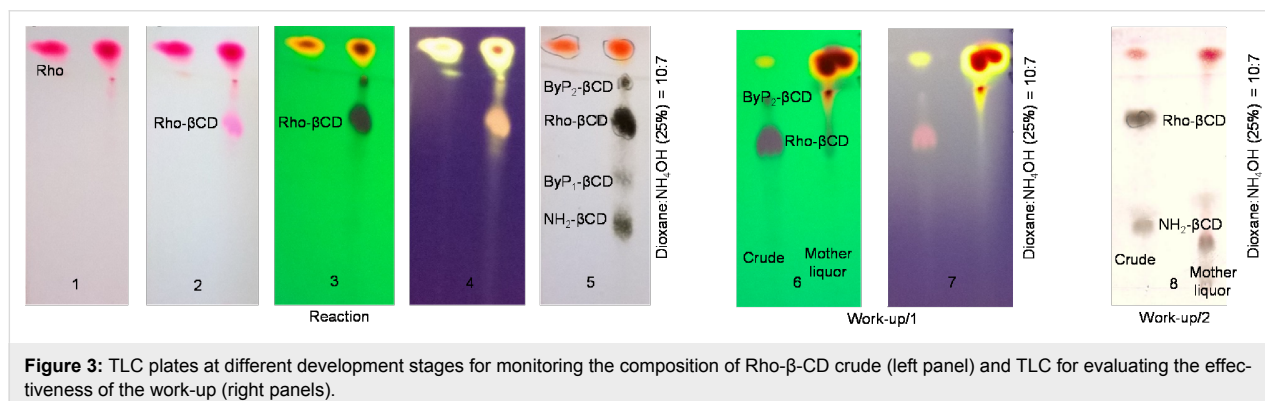 Rho
1
Rho-βCD
2
Rho-βCD
3
4
ByP₂-βCD
Rho-βCD
ByP₁-βCD
NH₂-βCD
5
Dioxane:NH₄OH (25%) = 10:7
Reaction
ByP₂-βCD
Rho-βCD
Crude
Mother
liquor
6
7
Dioxane:NH₄OH (25%) = 10:7
Work-up/1
Rho-βCD
NH₂-βCD
Crude
8
Mother
liquor
Dioxane:NH₄OH (25%) = 10:7
Work-up/2
Figure 3: TLC plates at different development stages for monitoring the composition of Rho-β-CD crude (left panel) and TLC for evaluating the effec-
tiveness of the work-up (right panels).